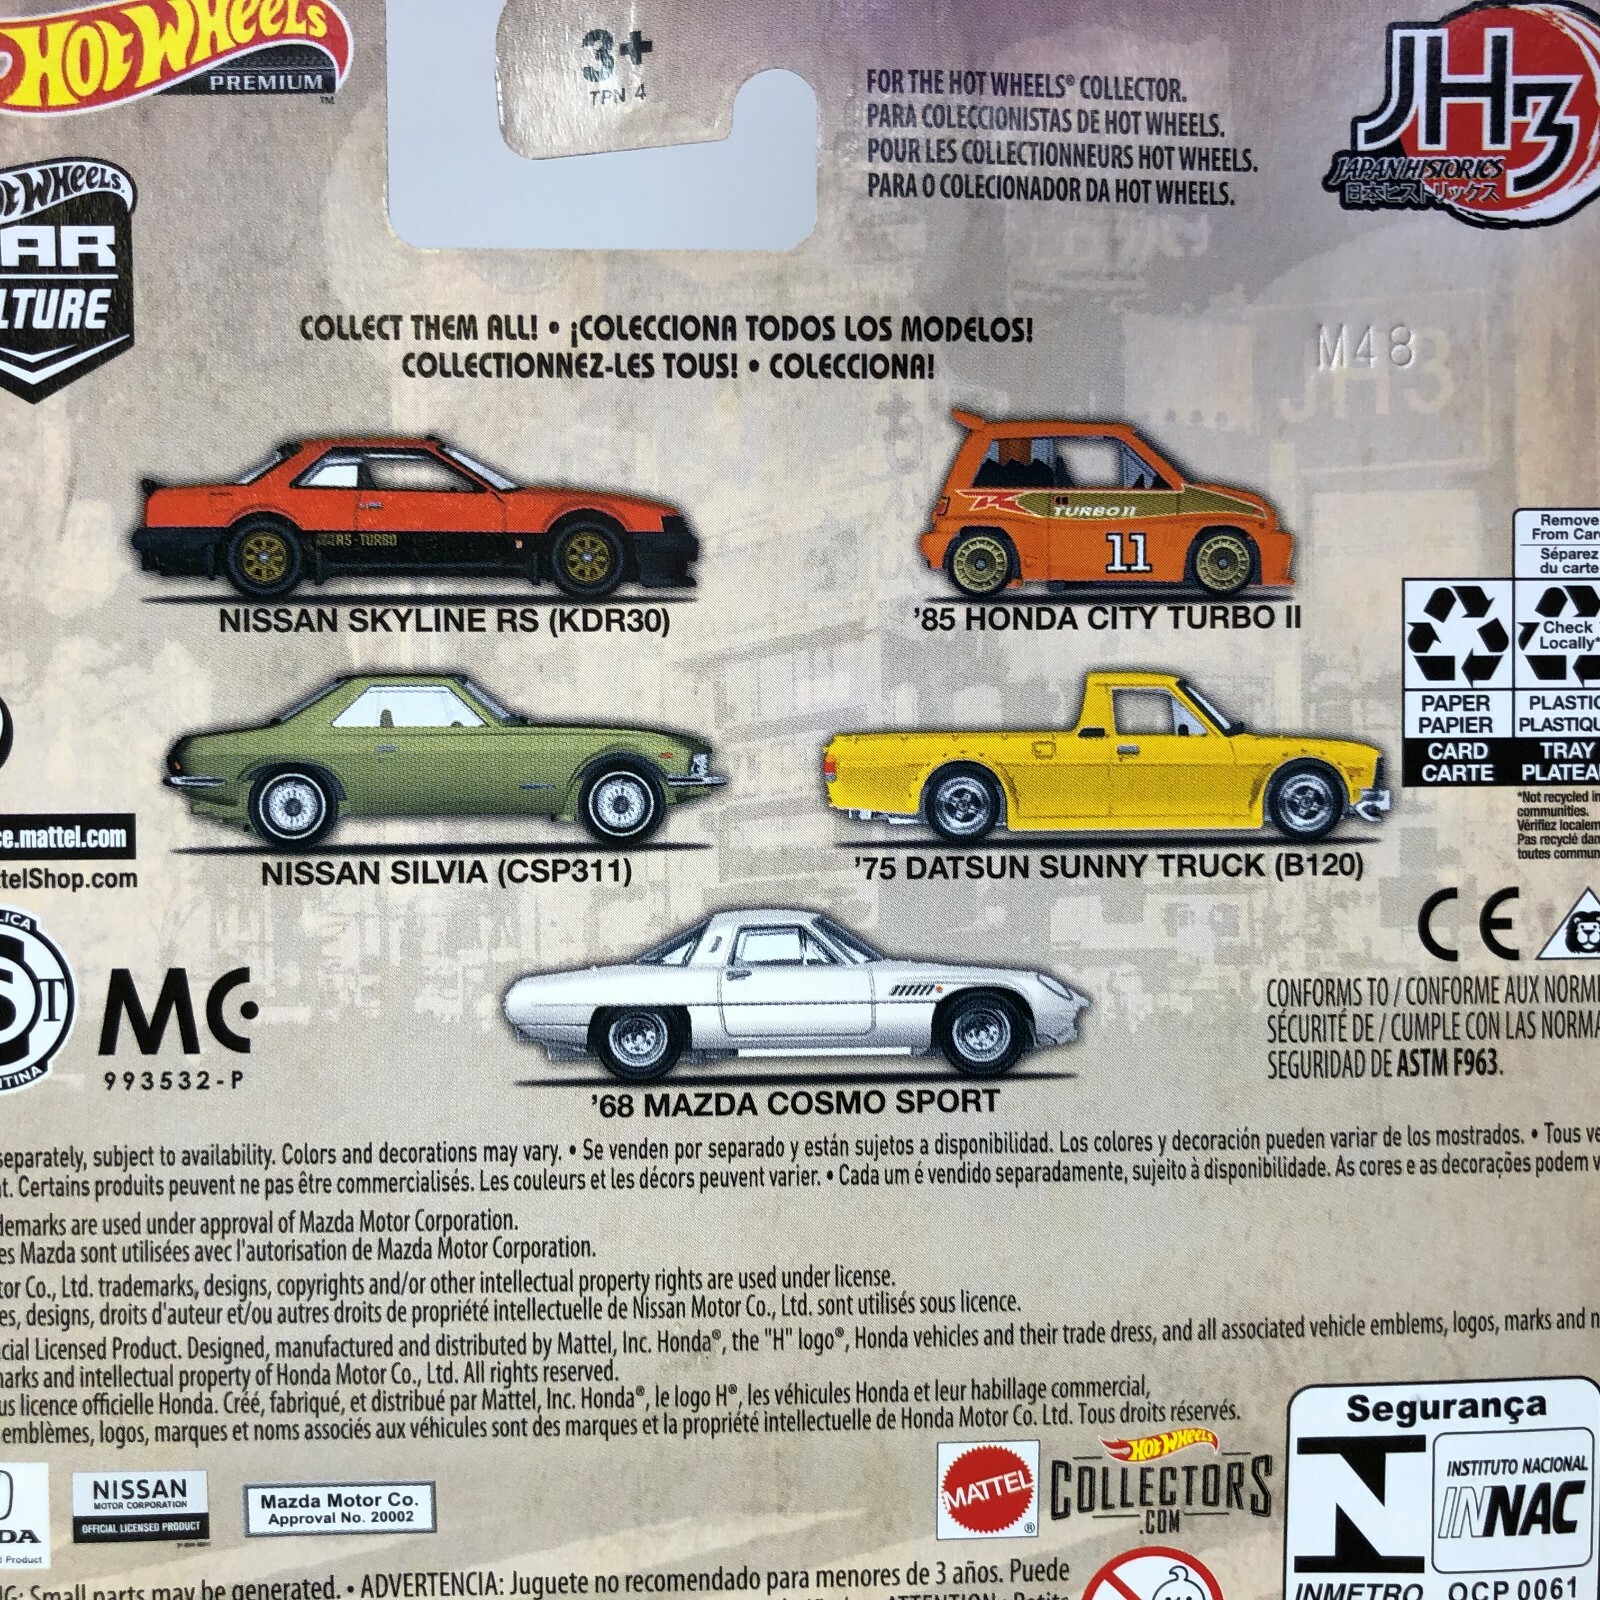 HOT WHEELS
PREMIUM
TM
3+
TPN 4
FOR THE HOT WHEELS® COLLECTOR.
PARA COLECCIONISTAS DE HOT WHEELS.
POUR LES COLLECTIONNEURS HOT WHEELS.
PARA O COLECIONADOR DA HOT WHEELS.
JH3
JAPAN HISTORICS
日本ヒストリックス
WHEELS.
AR
LTURE
COLLECT THEM ALL! • ¡COLECCIONA TODOS LOS MODELOS!
COLLECTIONNEZ-LES TOUS! • COLECCIONA!
M48
JH3
RS-TURBO
NISSAN SKYLINE RS (KDR30)
R
TURBO II
11
'85 HONDA CITY TURBO II
NISSAN SILVIA (CSP311)
'75 DATSUN SUNNY TRUCK (B120)
'68 MAZDA COSMO SPORT
Remove
From Car
Séparez
du carte
Check
Locally*
PAPER
PAPIER
PLASTIC
PLASTIQU
CARD
CARTE
TRAY
PLATEA
*Not recycled in
communities.
Vérifiez localem
Pas recyclé dan
toutes commun
ce.mattel.com
telShop.com
LICA
S
T
NTINA
MC
993532-P
CE
CONFORMS TO / CONFORME AUX NORM
SÉCURITÉ DE / CUMPLE CON LAS NORMA
SEGURIDAD DE ASTM F963.
separately, subject to availability. Colors and decorations may vary. • Se venden por separado y están sujetos a disponibilidad. Los colores y decoración pueden variar de los mostrados. • Tous ve
t. Certains produits peuvent ne pas être commercialisés. Les couleurs et les décors peuvent varier. • Cada um é vendido separadamente, sujeito à disponibilidade. As cores e as decorações podem v
demarks are used under approval of Mazda Motor Corporation.
es Mazda sont utilisées avec l'autorisation de Mazda Motor Corporation.
tor Co., Ltd. trademarks, designs, copyrights and/or other intellectual property rights are used under license.
es, designs, droits d'auteur et/ou autres droits de propriété intellectuelle de Nissan Motor Co., Ltd. sont utilisés sous licence.
cial Licensed Product. Designed, manufactured and distributed by Mattel, Inc. Honda®, the "H" logo®, Honda vehicles and their trade dress, and all associated vehicle emblems, logos, marks and n
marks and intellectual property of Honda Motor Co., Ltd. All rights reserved.
us licence officielle Honda. Créé, fabriqué, et distribué par Mattel, Inc. Honda®, le logo H®, les véhicules Honda et leur habillage commercial,
emblèmes, logos, marques et noms associés aux véhicules sont des marques et la propriété intellectuelle de Honda Motor Co. Ltd. Tous droits réservés.
DA
d Product
NISSAN
MOTOR CORPORATION
OFFICIAL LICENSED PRODUCT
Mazda Motor Co.
Approval No. 20002
MATTEL
®
HOT WHEELS
COLLECTORS
.COM
Segurança
INSTITUTO NACIONAL
INNAC
INMETRO
OCP 0061
G: Small parts may be generated. • ADVERTENCIA: Juguete no recomendado para menores de 3 años. Puede